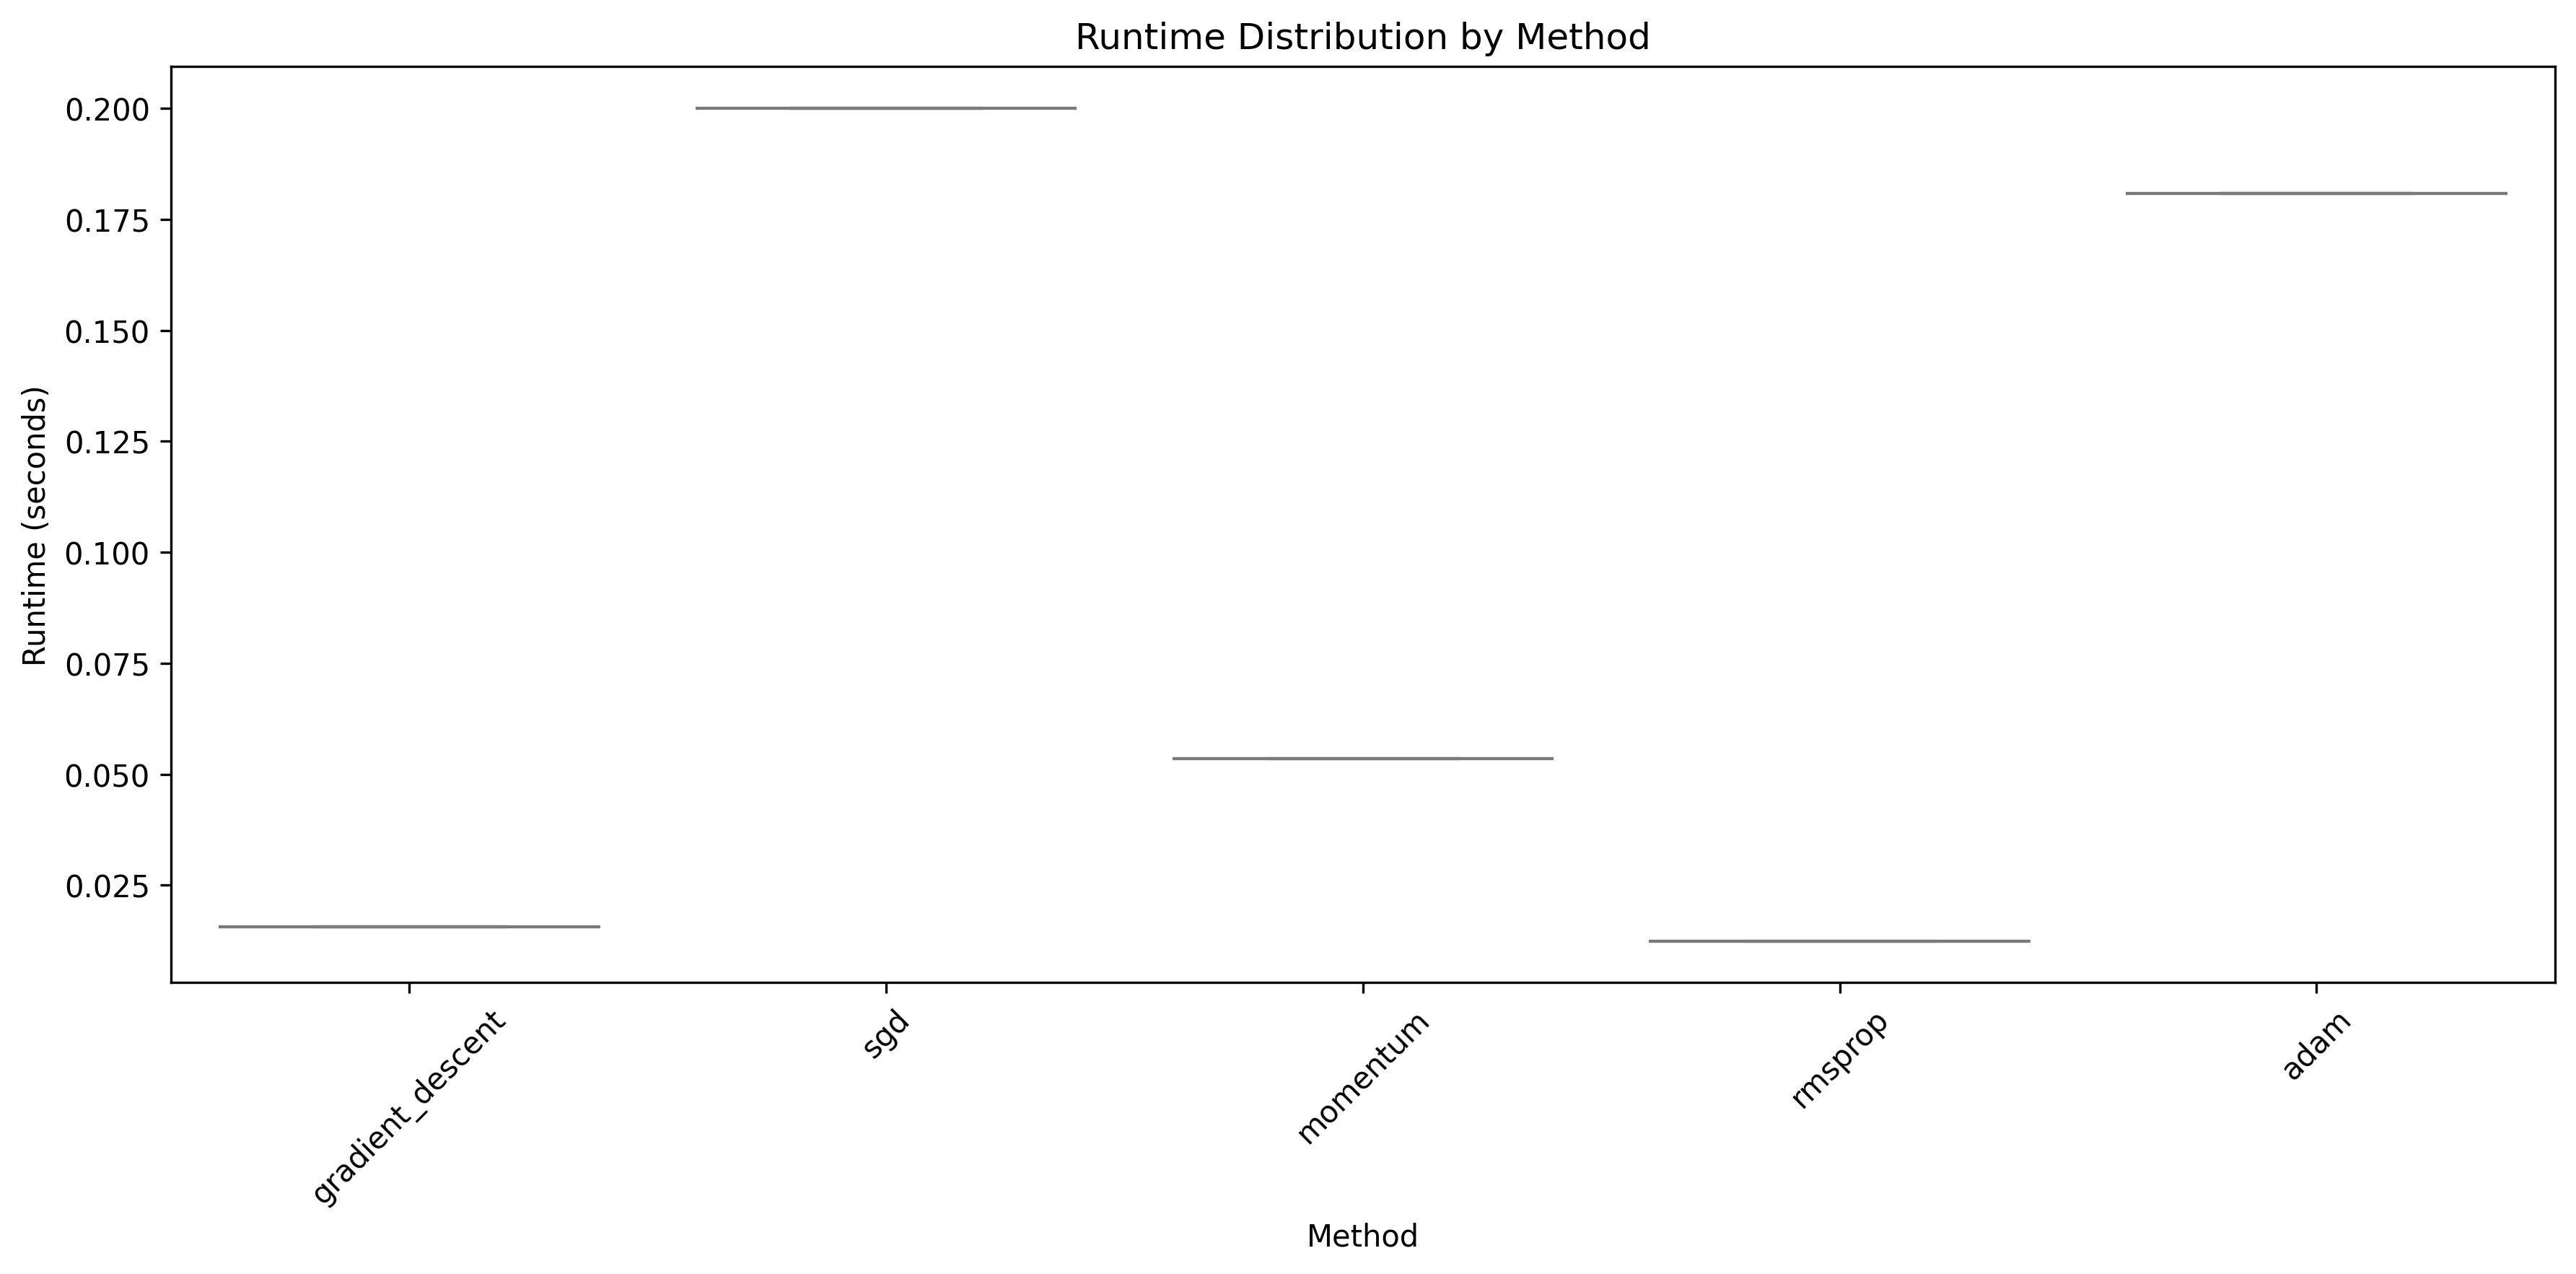 Runtime Distribution by Method
Runtime (seconds)
0.200
0.175
0.150
0.125
0.100
0.075
0.050
0.025
gradient_descent
sgd
momentum
rmsprop
adam
Method